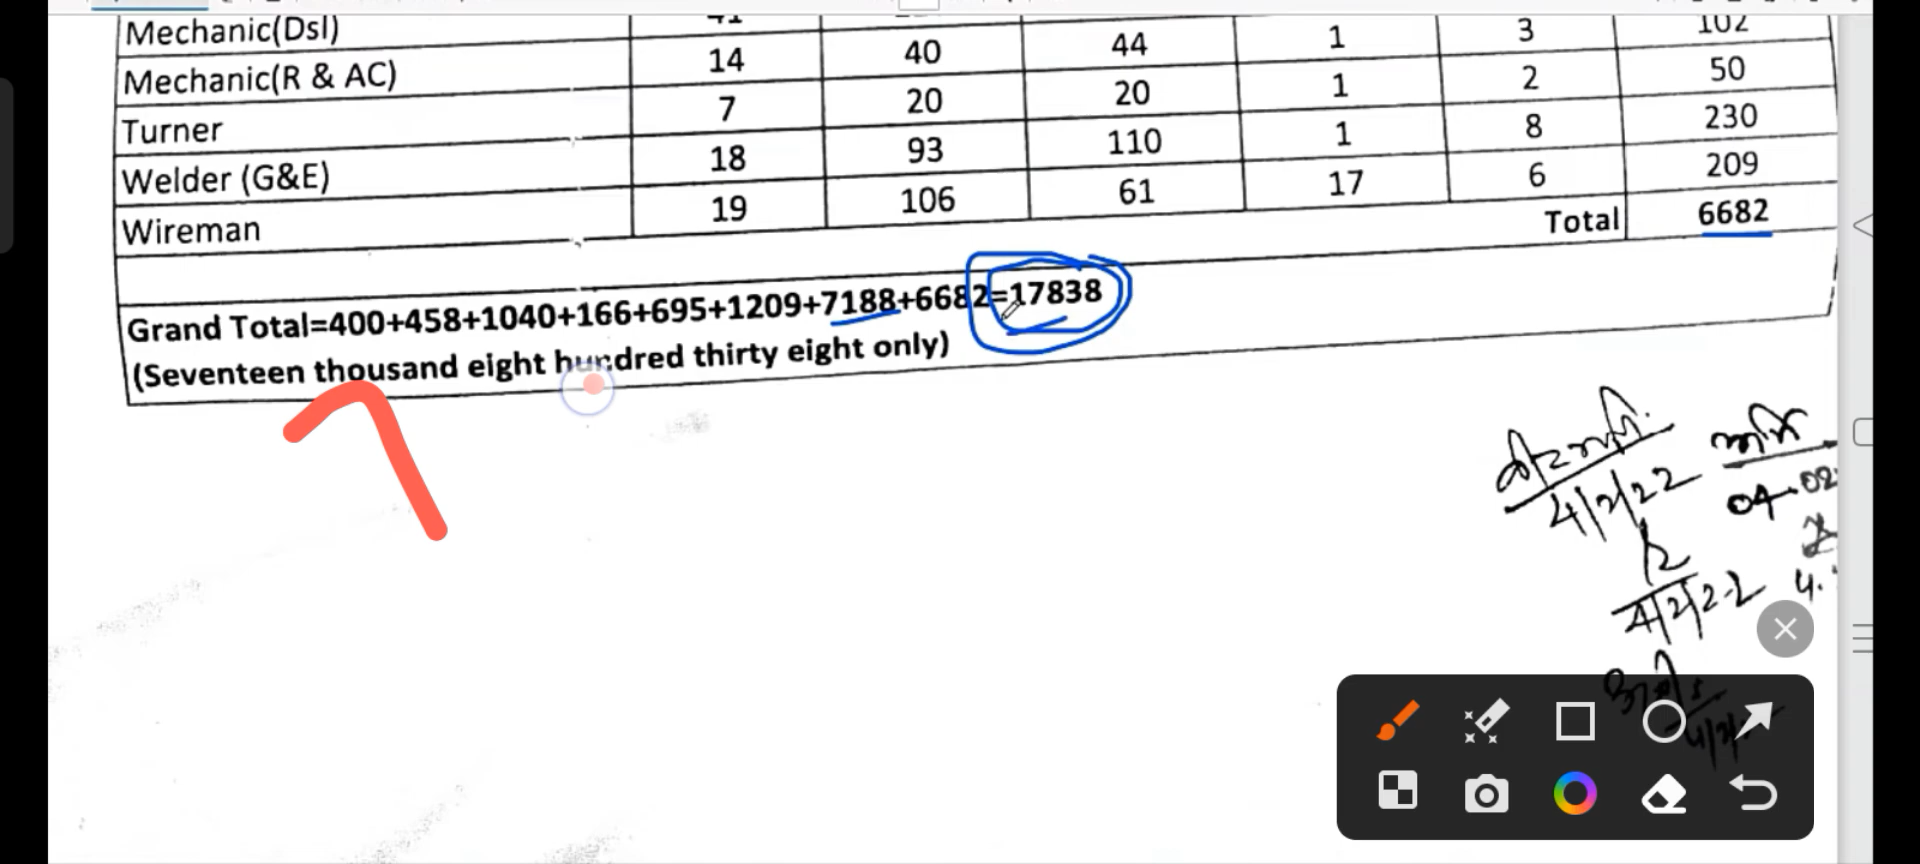 Mechanic(Dsl) 41 3 102
Mechanic(R & AC) 14 40 44 1 2 50
Turner 7 20 20 1 8 230
Welder (G&E) 18 93 110 1 6 209
Wireman 19 106 61 17
Total 6682
Grand Total=400+458+1040+166+695+1209+7188+6682=17838
(Seventeen thousand eight hundred thirty eight only)
4/2/22
04-02
4/2/22